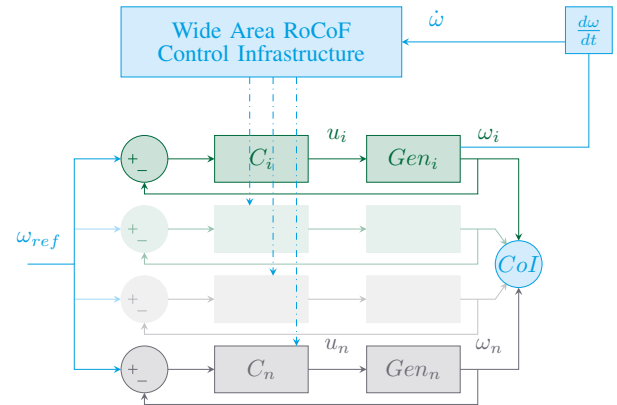 Wide Area RoCoF
Control Infrastructure
ω̇
dω
dt
u_i
ω_i
+
−
C_i
Gen_i
+
−
ω_ref
CoI
+
−
u_n
ω_n
+
−
C_n
Gen_n